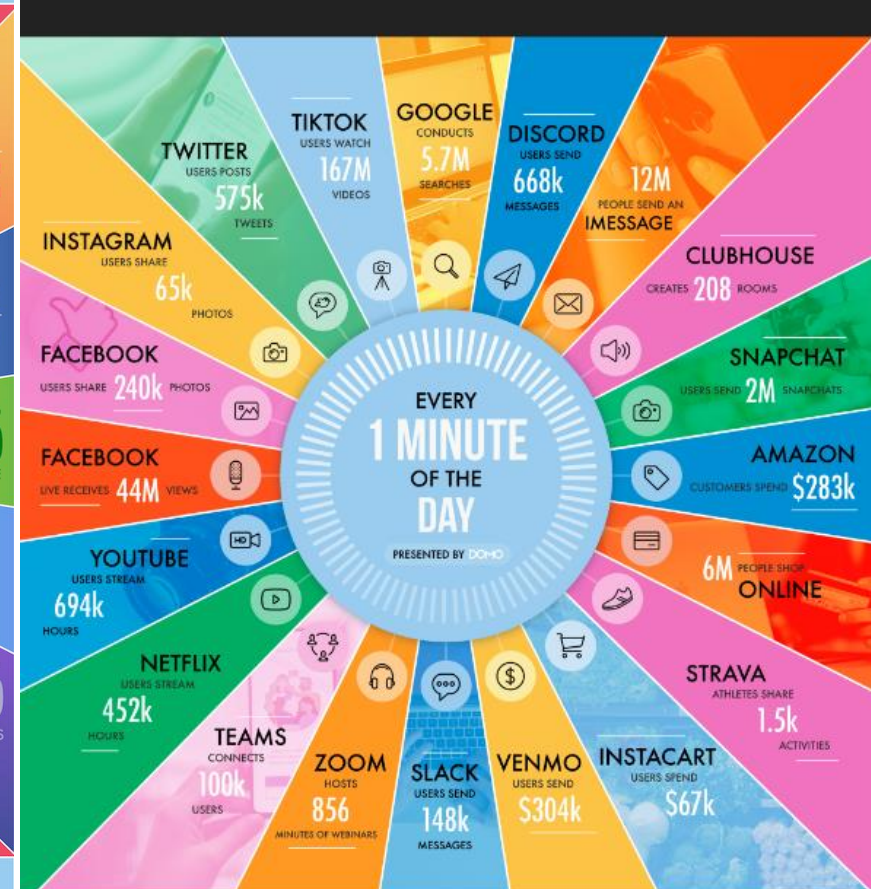 EVERY
1 MINUTE
OF THE
DAY
PRESENTED BY DOMO
GOOGLE
CONDUCTS
5.7M
SEARCHES
DISCORD
USERS SEND
668k
MESSAGES
12M
PEOPLE SEND AN
IMESSAGE
CLUBHOUSE
CREATES 208 ROOMS
SNAPCHAT
USERS SEND 2M SNAPCHATS
AMAZON
CUSTOMERS SPEND $283k
6M PEOPLE SHOP
ONLINE
STRAVA
ATHLETES SHARE
1.5k
ACTIVITIES
INSTACART
USERS SPEND
$67k
VENMO
USERS SEND
$304k
SLACK
USERS SEND
148k
MESSAGES
ZOOM
HOSTS
856
MINUTES OF WEBINARS
TEAMS
CONNECTS
100k
USERS
NETFLIX
USERS STREAM
452k
HOURS
YOUTUBE
USERS STREAM
694k
HOURS
HD
FACEBOOK
LIVE RECEIVES 44M VIEWS
FACEBOOK
USERS SHARE 240k PHOTOS
INSTAGRAM
USERS SHARE
65k
PHOTOS
TWITTER
USERS POSTS
575k
TWEETS
TIKTOK
USERS WATCH
167M
VIDEOS